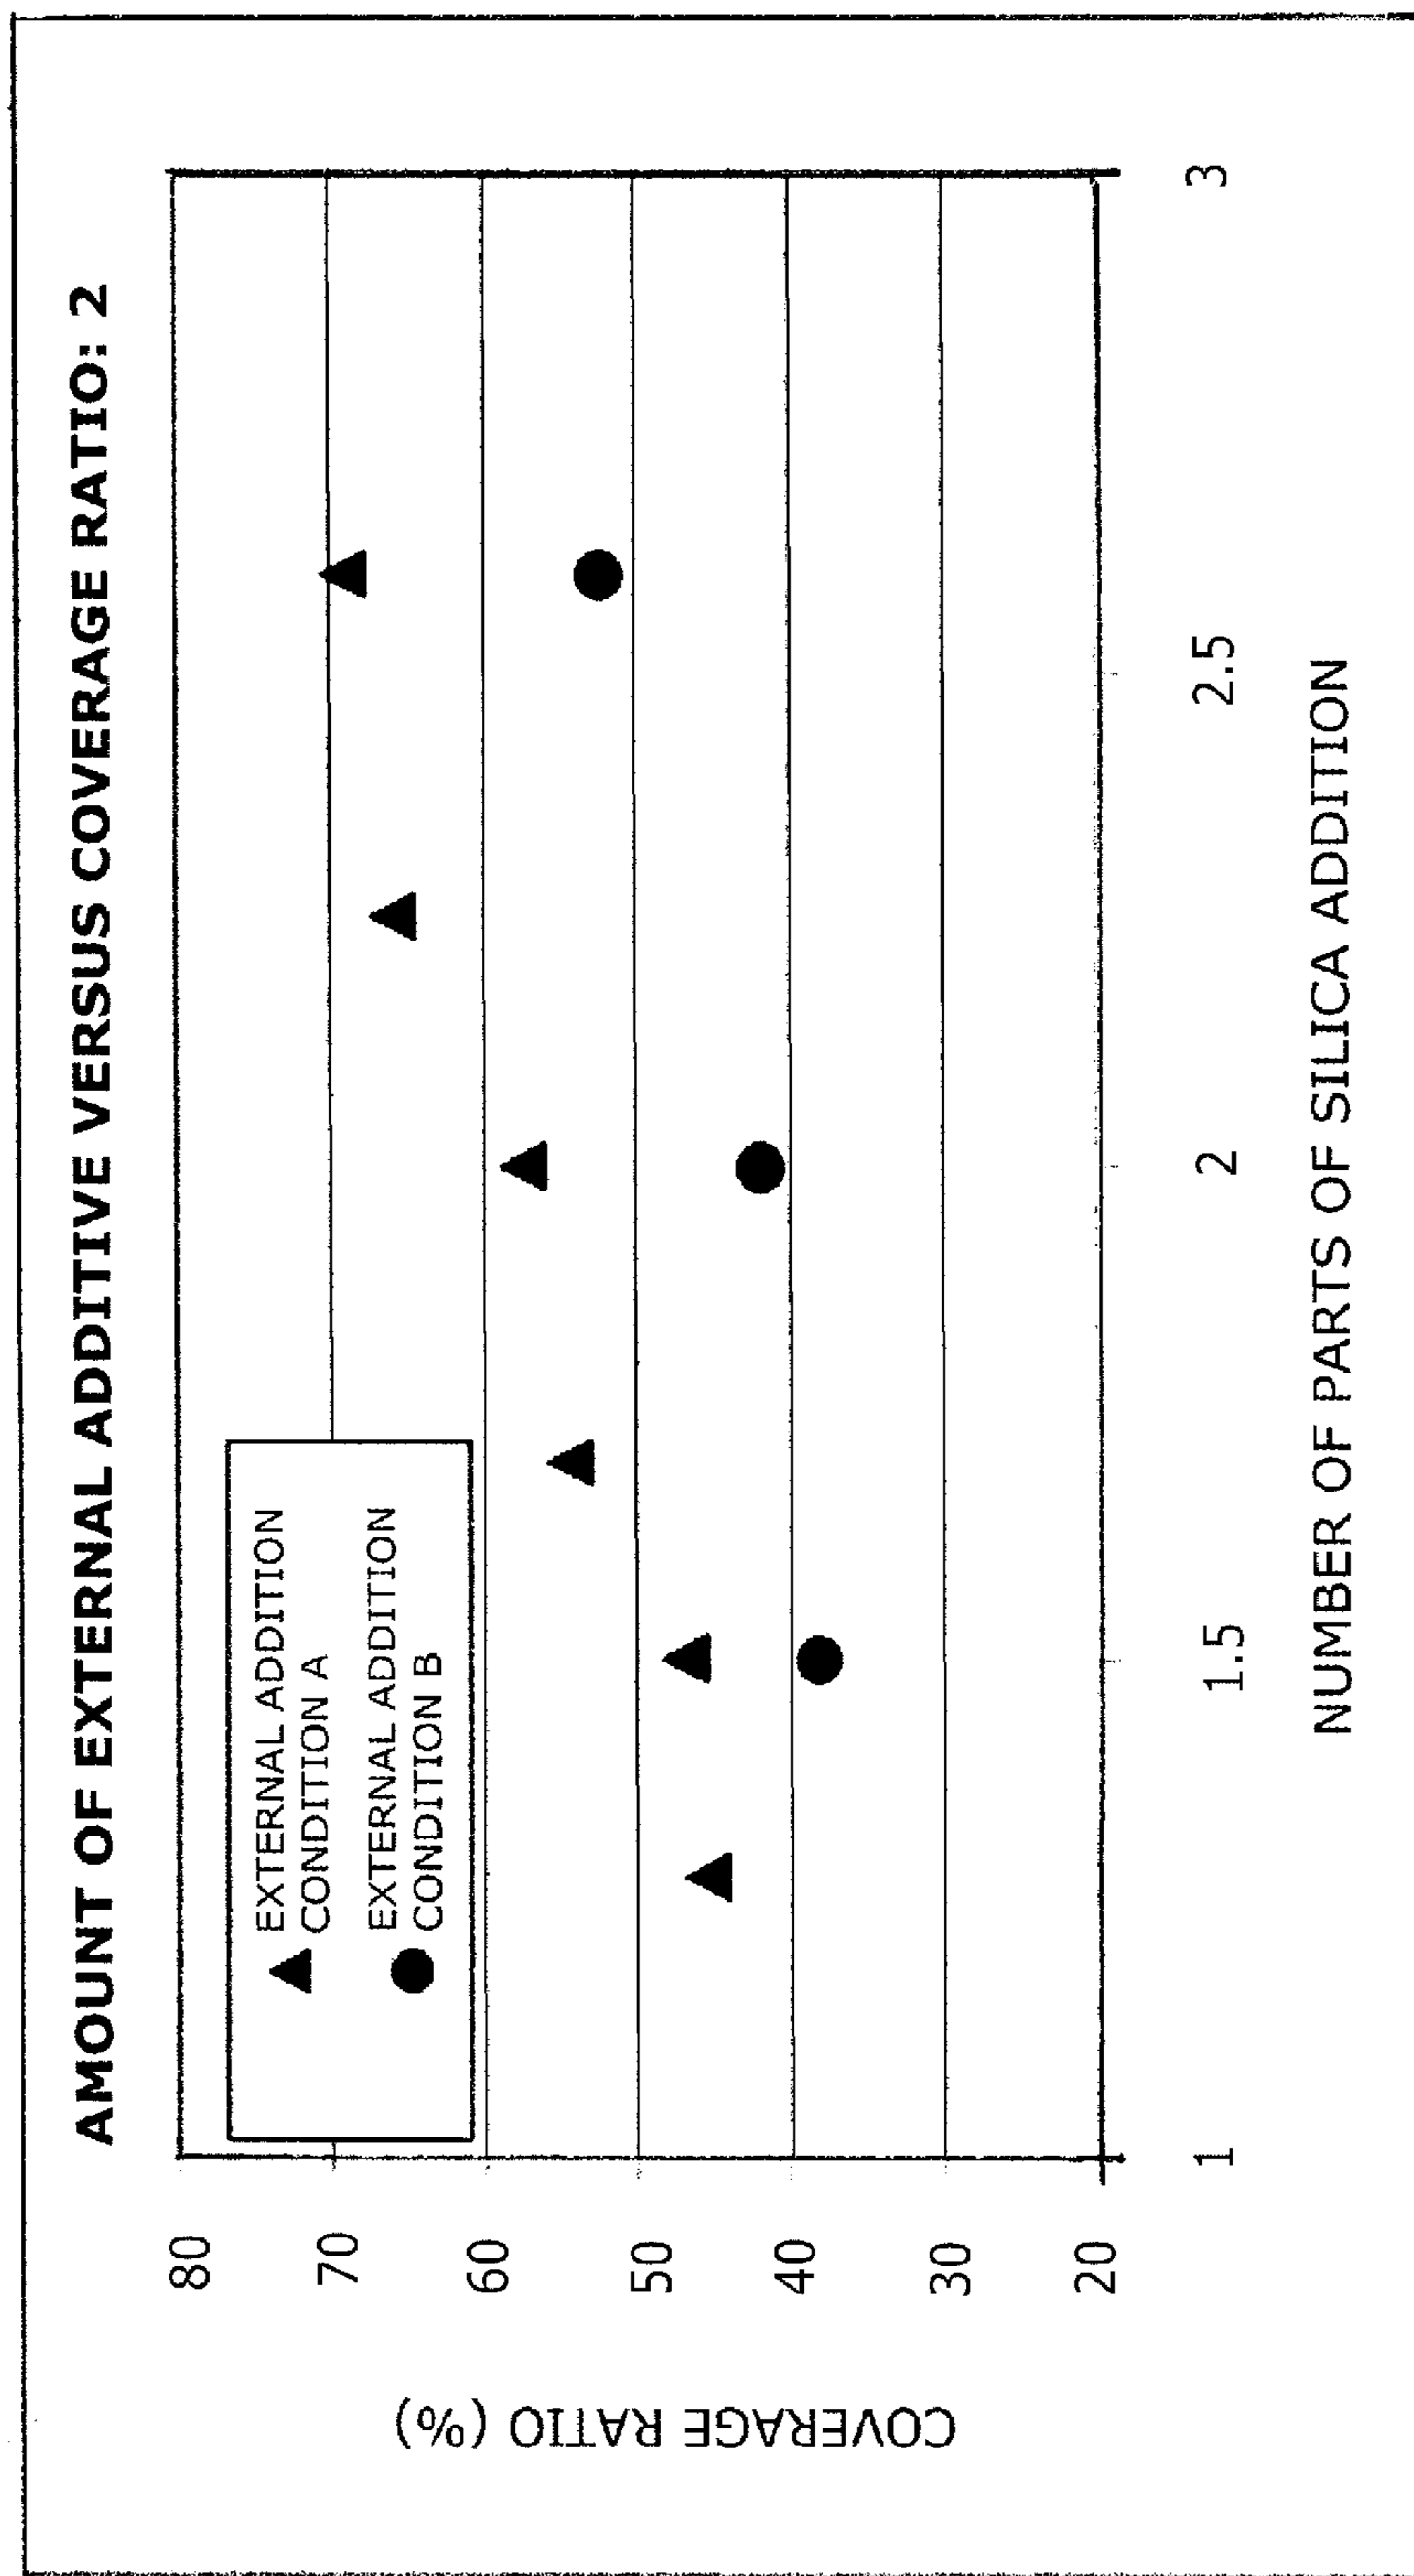 AMOUNT OF EXTERNAL ADDITIVE VERSUS COVERAGE RATIO: 2
EXTERNAL ADDITION
CONDITION A
EXTERNAL ADDITION
CONDITION B
80
70
60
50
40
30
20
COVERAGE RATIO (%)
1
1.5
2
2.5
3
NUMBER OF PARTS OF SILICA ADDITION